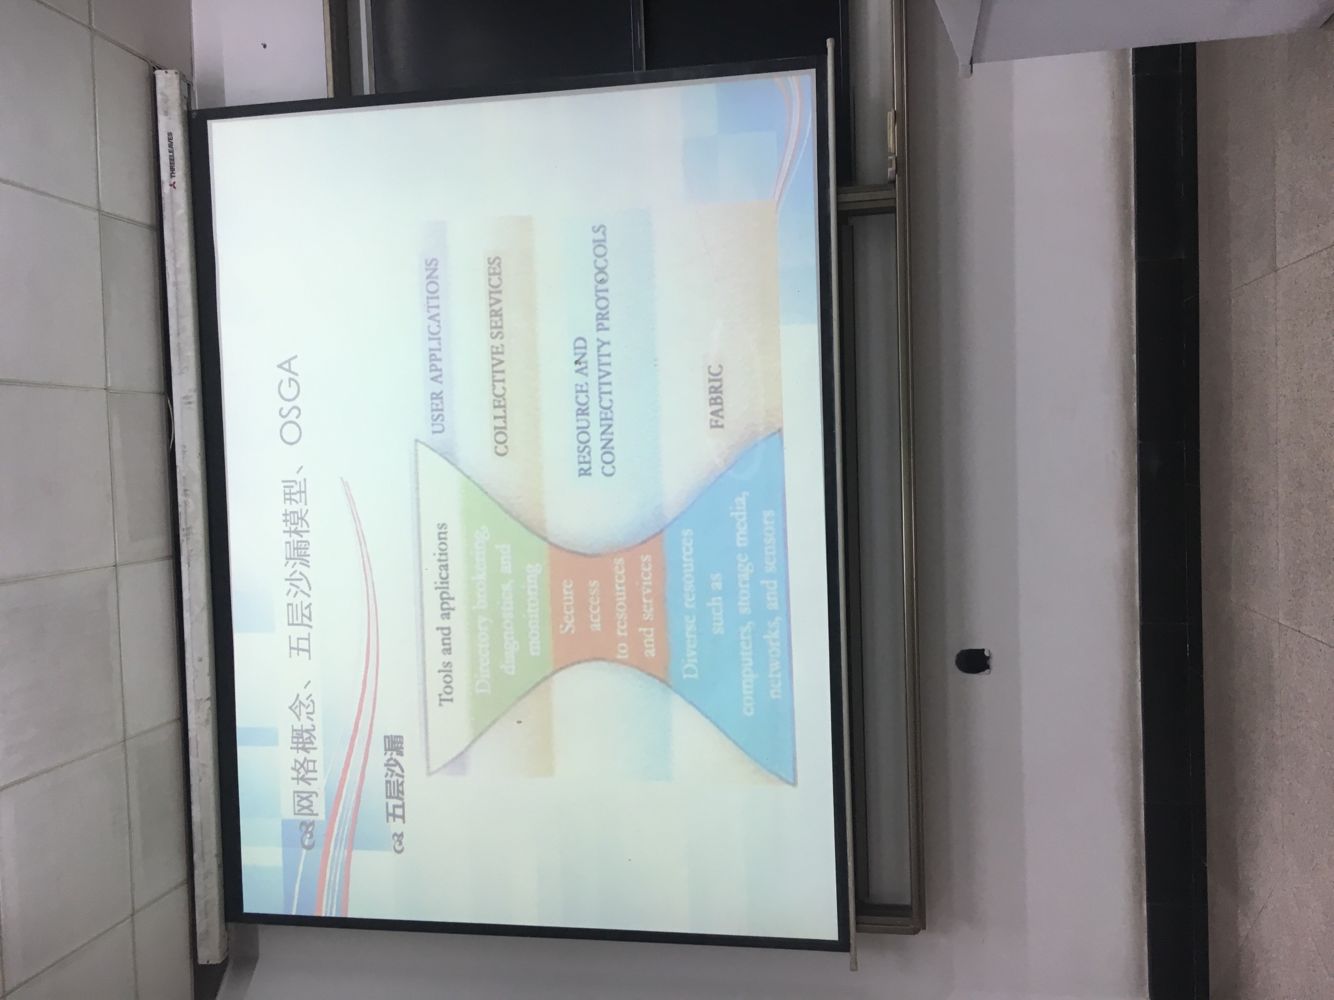 THREELEAVES
网格概念、五层沙漏模型、OSGA
五层沙漏
Tools and applications
USER APPLICATIONS
Directory brokering,
diagnostics, and
monitoring
COLLECTIVE SERVICES
Secure
access
to resources
and services
RESOURCE AND
CONNECTIVITY PROTOCOLS
Diverse resources
such as
computers, storage media,
networks, and sensors
FABRIC